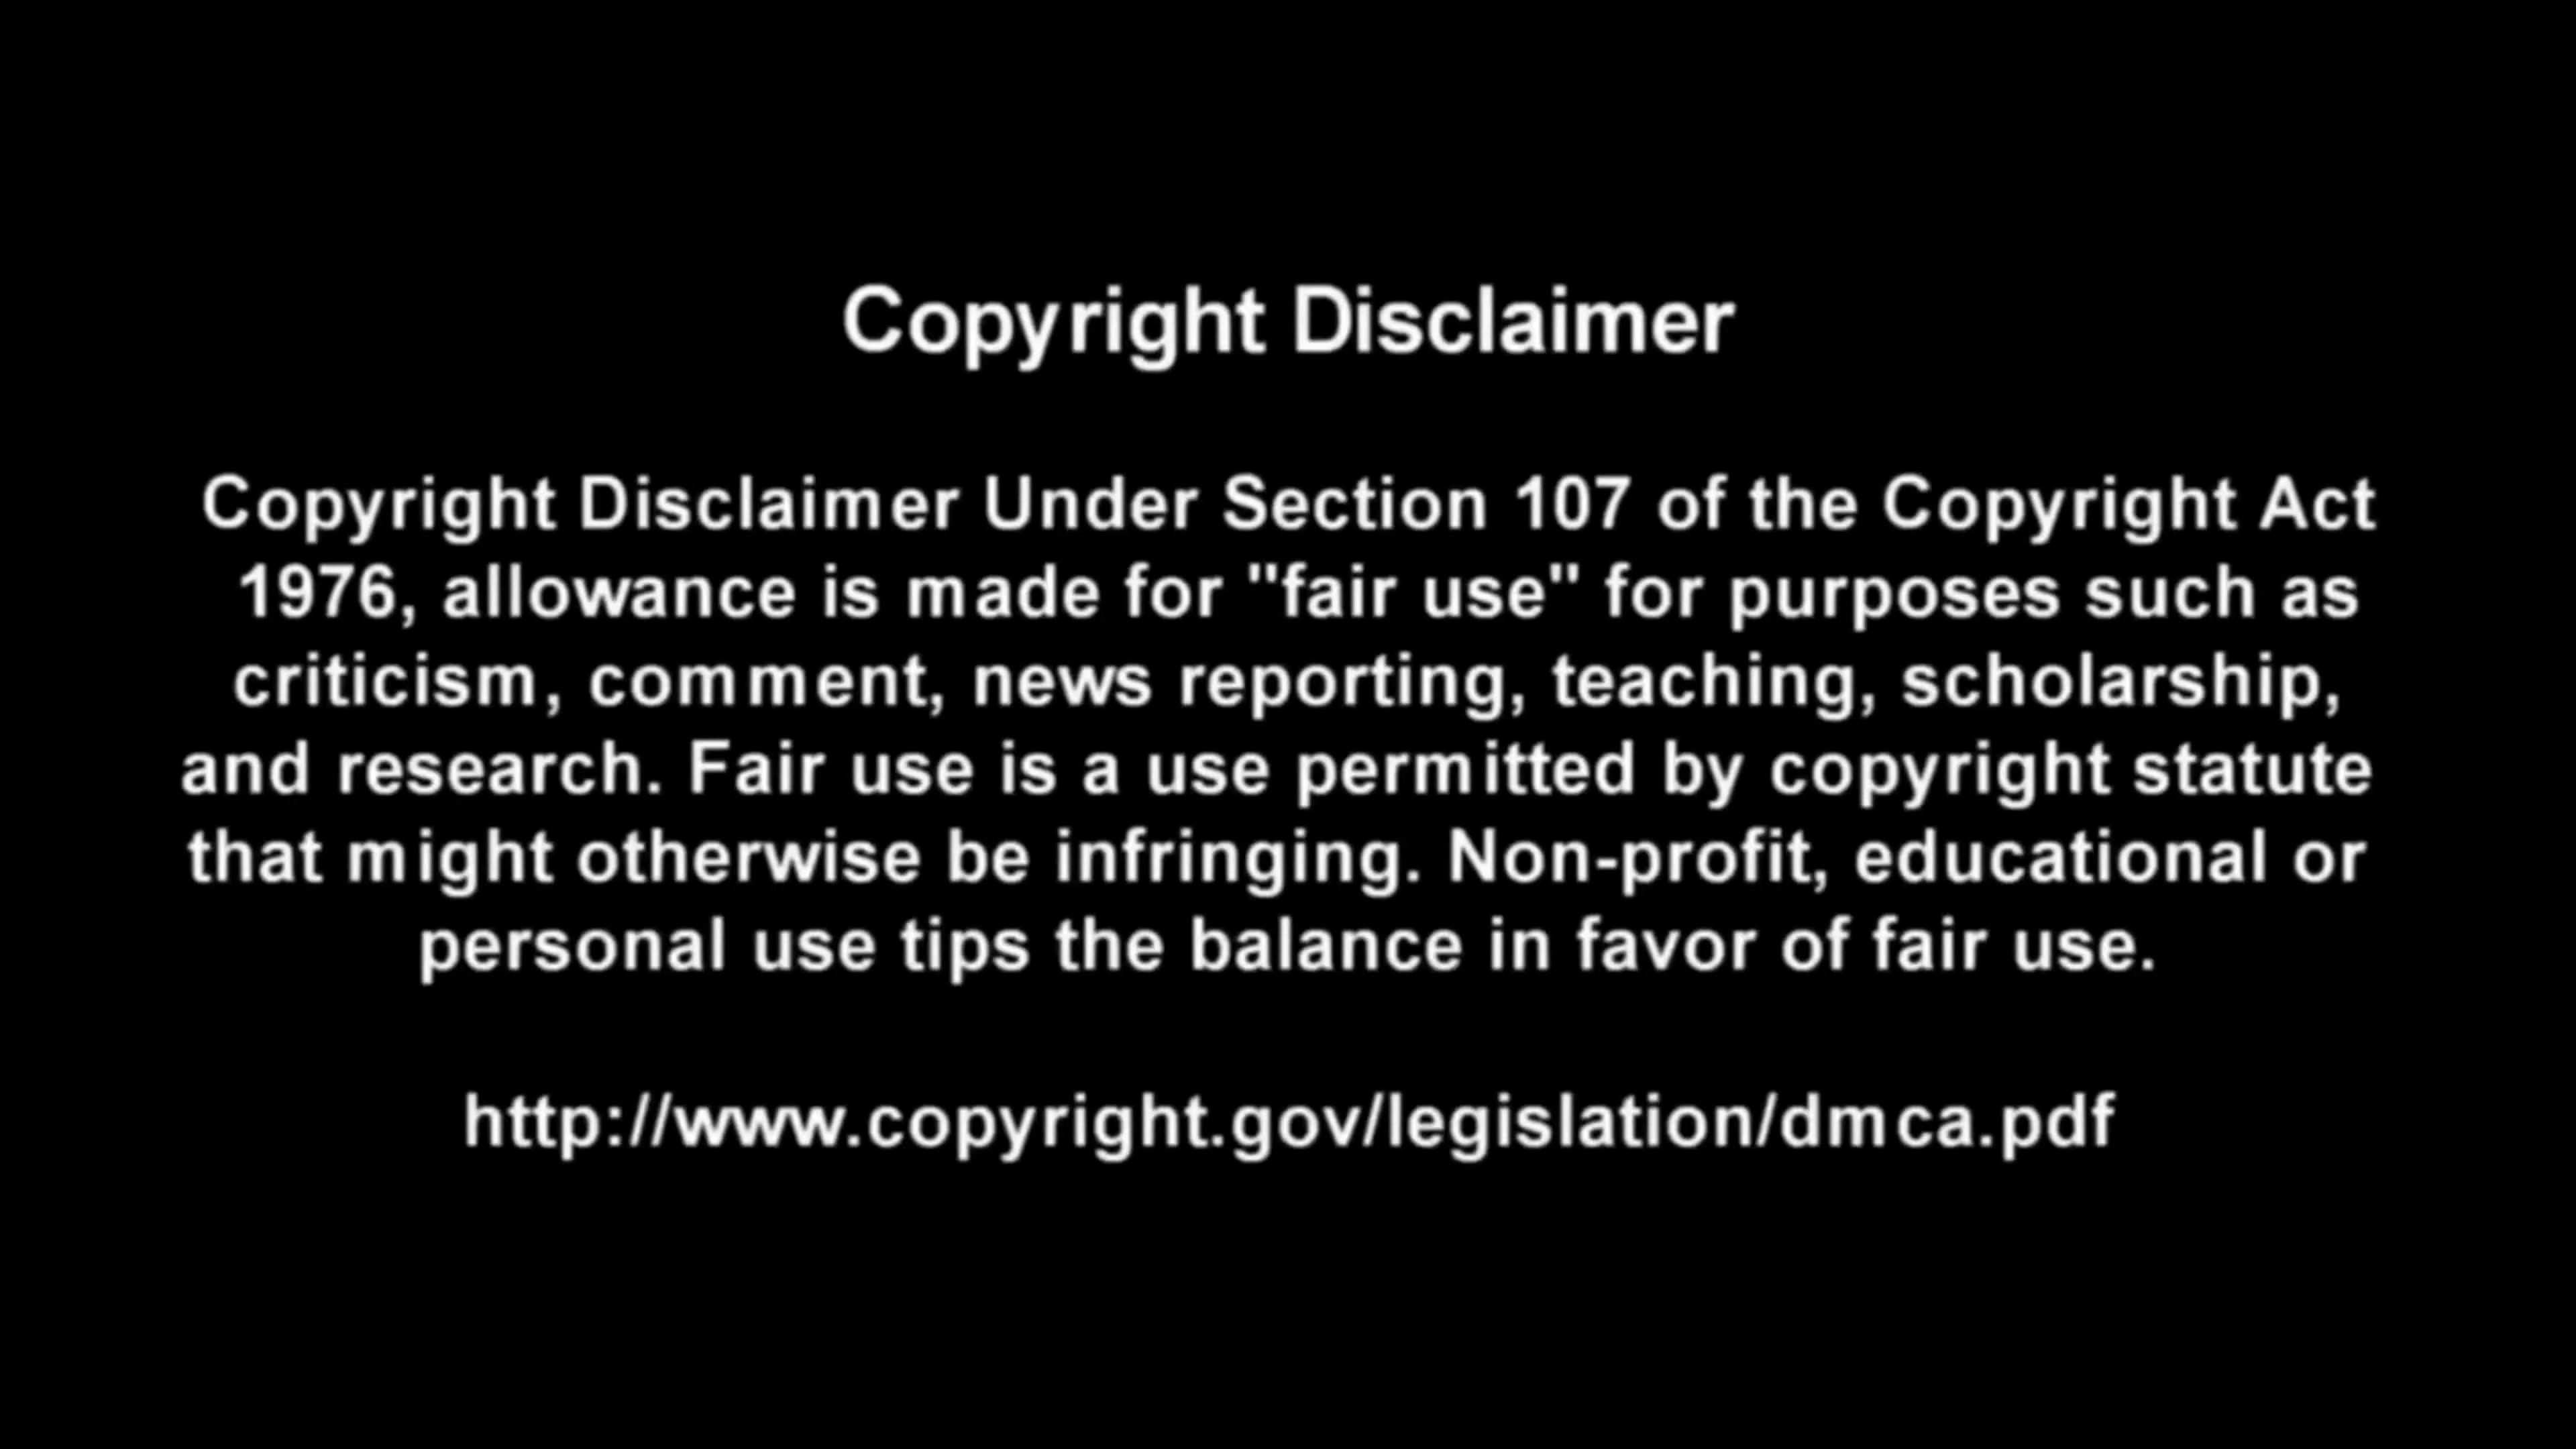 Copyright Disclaimer
Copyright Disclaimer Under Section 107 of the Copyright Act
1976, allowance is made for "fair use" for purposes such as
criticism, comment, news reporting, teaching, scholarship,
and research. Fair use is a use permitted by copyright statute
that might otherwise be infringing. Non-profit, educational or
personal use tips the balance in favor of fair use.
http://www.copyright.gov/legislation/dmca.pdf